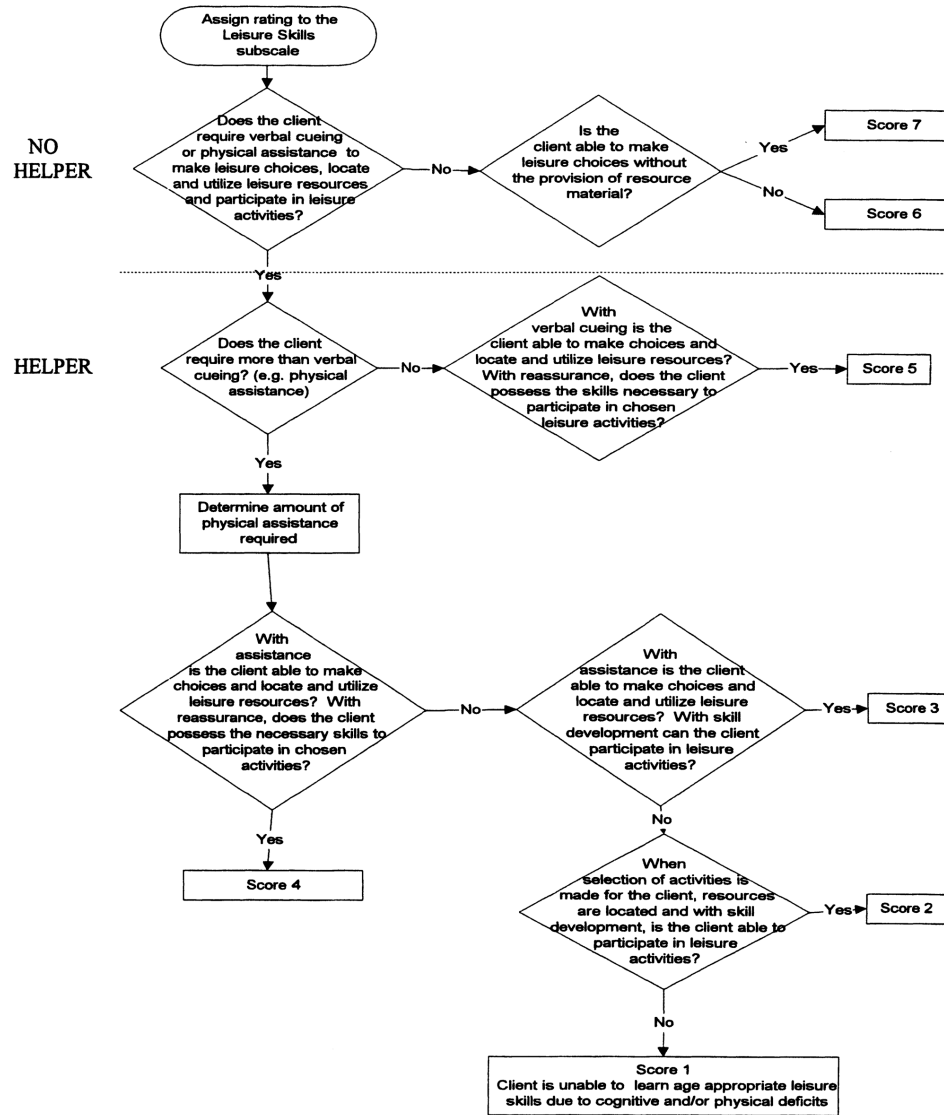 Assign rating to the
Leisure Skills
subscale
NO
HELPER
Does the client
require verbal cueing
or physical assistance to
make leisure choices, locate
and utilize leisure resources
and participate in leisure
activities?
No
Is the
client able to make
leisure choices without
the provision of resource
material?
Yes
Score 7
No
Score 6
Yes
HELPER
Does the client
require more than verbal
cueing? (e.g. physical
assistance)
No
With
verbal cueing is the
client able to make choices and
locate and utilize leisure resources?
With reassurance, does the client
possess the skills necessary to
participate in chosen
leisure activities?
Yes
Score 5
Yes
Determine amount of
physical assistance
required
With
assistance
is the client able to make
choices and locate and utilize
leisure resources? With
reassurance, does the client
possess the necessary skills to
participate in chosen
activities?
No
With
assistance is the client
able to make choices and
locate and utilize leisure
resources? With skill
development can the client
participate in leisure
activities?
Yes
Score 3
Yes
Score 4
No
When
selection of activities is
made for the client, resources
are located and with skill
development, is the client able to
participate in leisure
activities?
Yes
Score 2
No
Score 1
Client is unable to learn age appropriate leisure
skills due to cognitive and/or physical deficits